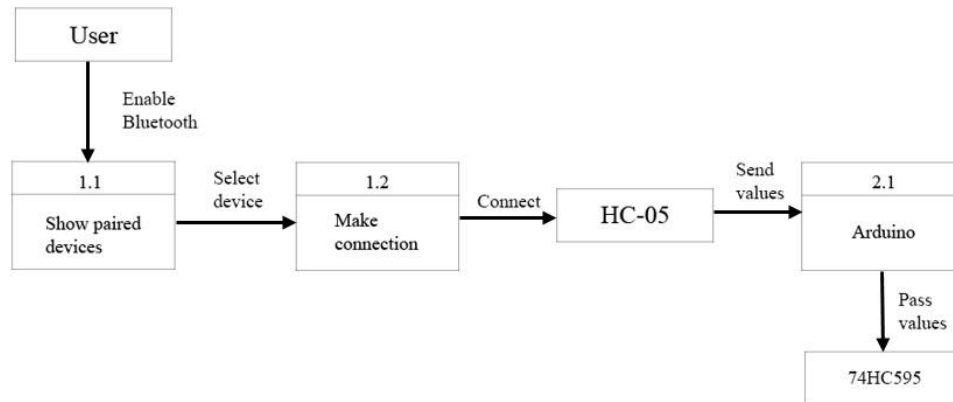 User
Enable
Bluetooth
1.1
Show paired
devices
Select
device
1.2
Make
connection
Connect
HC-05
Send
values
2.1
Arduino
Pass
values
74HC595